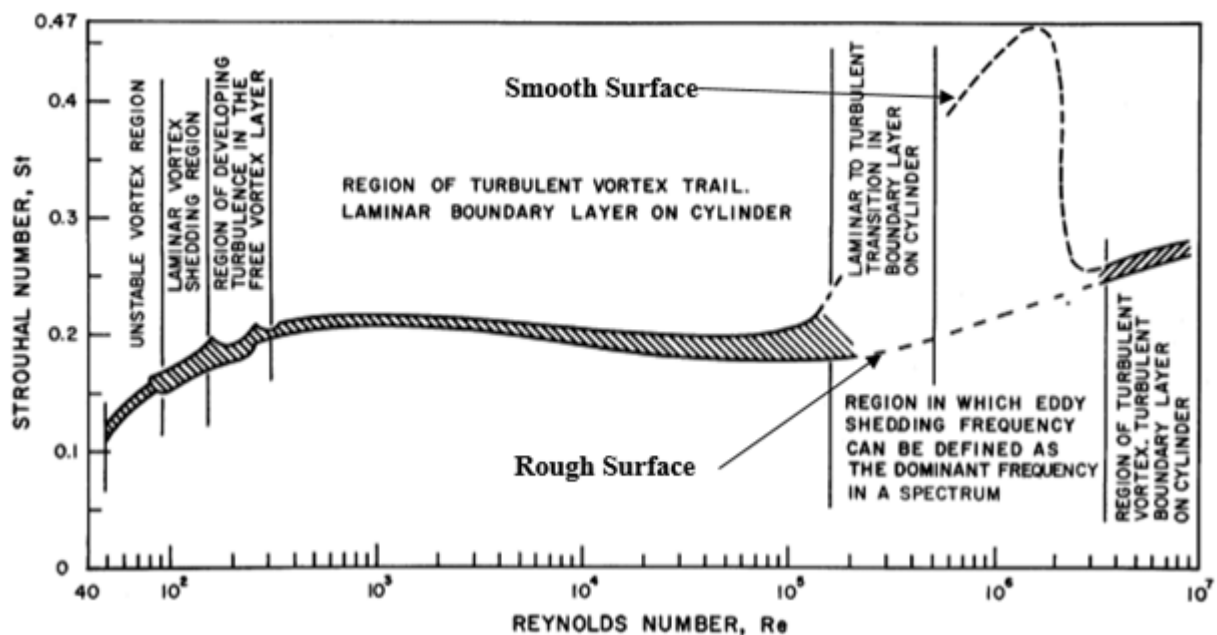 0.47
0.4
0.3
0.2
0.1
0
STROUHAL NUMBER, St
UNSTABLE VORTEX REGION
LAMINAR VORTEX
SHEDDING REGION
REGION OF DEVELOPING
TURBULENCE IN THE
FREE VORTEX LAYER
REGION OF TURBULENT VORTEX TRAIL.
LAMINAR BOUNDARY LAYER ON CYLINDER
Smooth Surface
LAMINAR TO TURBULENT
TRANSITION IN
BOUNDARY LAYER
ON CYLINDER
Rough Surface
REGION IN WHICH EDDY
SHEDDING FREQUENCY
CAN BE DEFINED AS
THE DOMINANT FREQUENCY
IN A SPECTRUM
REGION OF TURBULENT
VORTEX. TURBULENT
BOUNDARY LAYER
ON CYLINDER
40 10² 10³ 10⁴ 10⁵ 10⁶ 10⁷
REYNOLDS NUMBER, Re